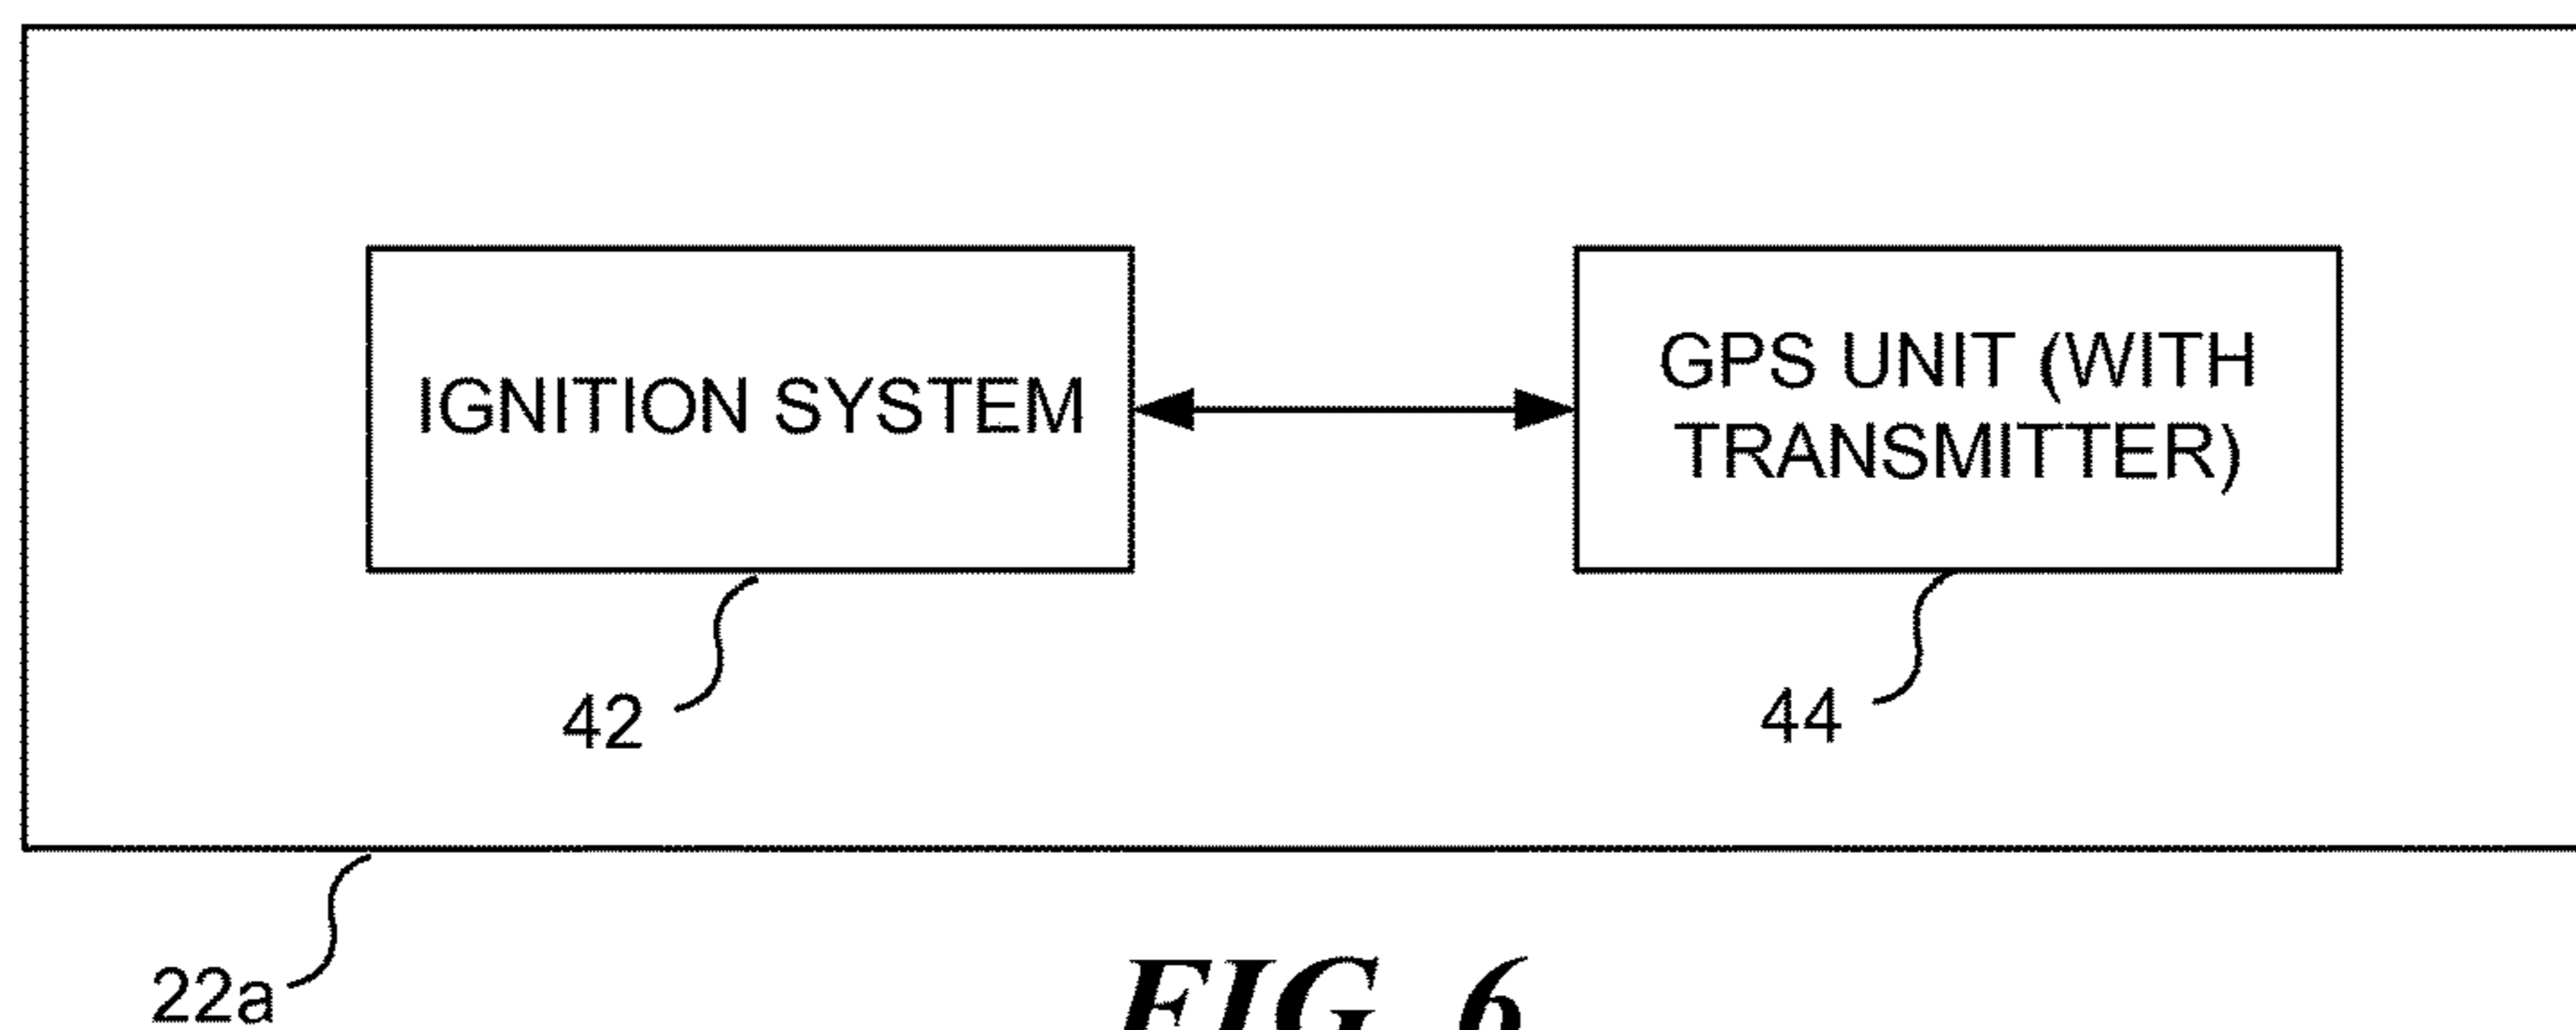 IGNITION SYSTEM
GPS UNIT (WITH
TRANSMITTER)
42
44
22a
FIG. 6